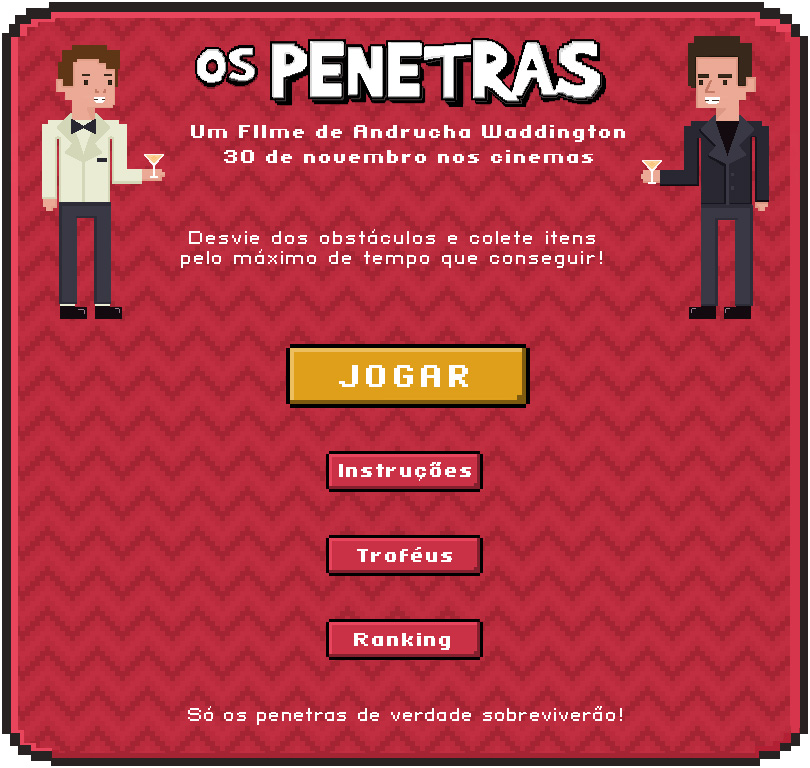 OS PENETRAS
Um Filme de Andrucha Waddington
30 de novembro nos cinemas
Desvie dos obstáculos e colete itens
pelo máximo de tempo que conseguir!
JOGAR
Instruções
Troféus
Ranking
Só os penetras de verdade sobreviverão!